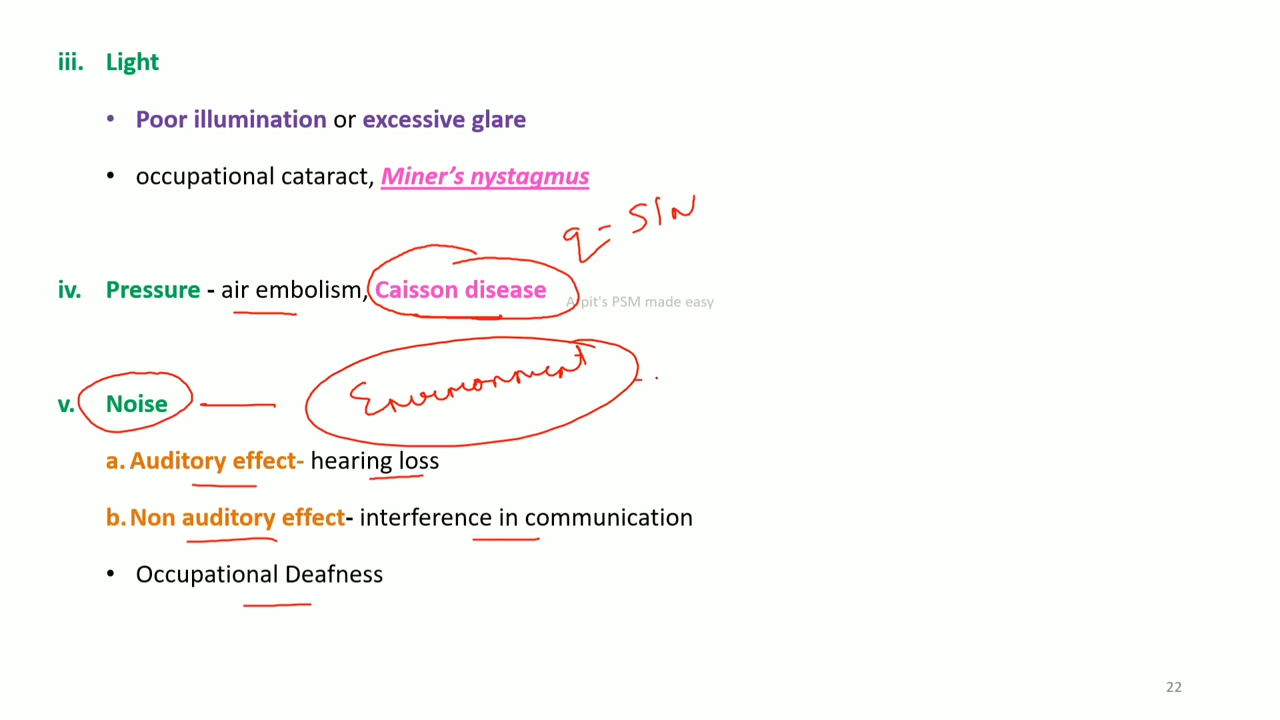 iii. Light
• Poor illumination or excessive glare
• occupational cataract, Miner's nystagmus
iv. Pressure - air embolism, Caisson disease
Arpit's PSM made easy
Environment
v. Noise
a. Auditory effect- hearing loss
b. Non auditory effect- interference in communication
• Occupational Deafness
22